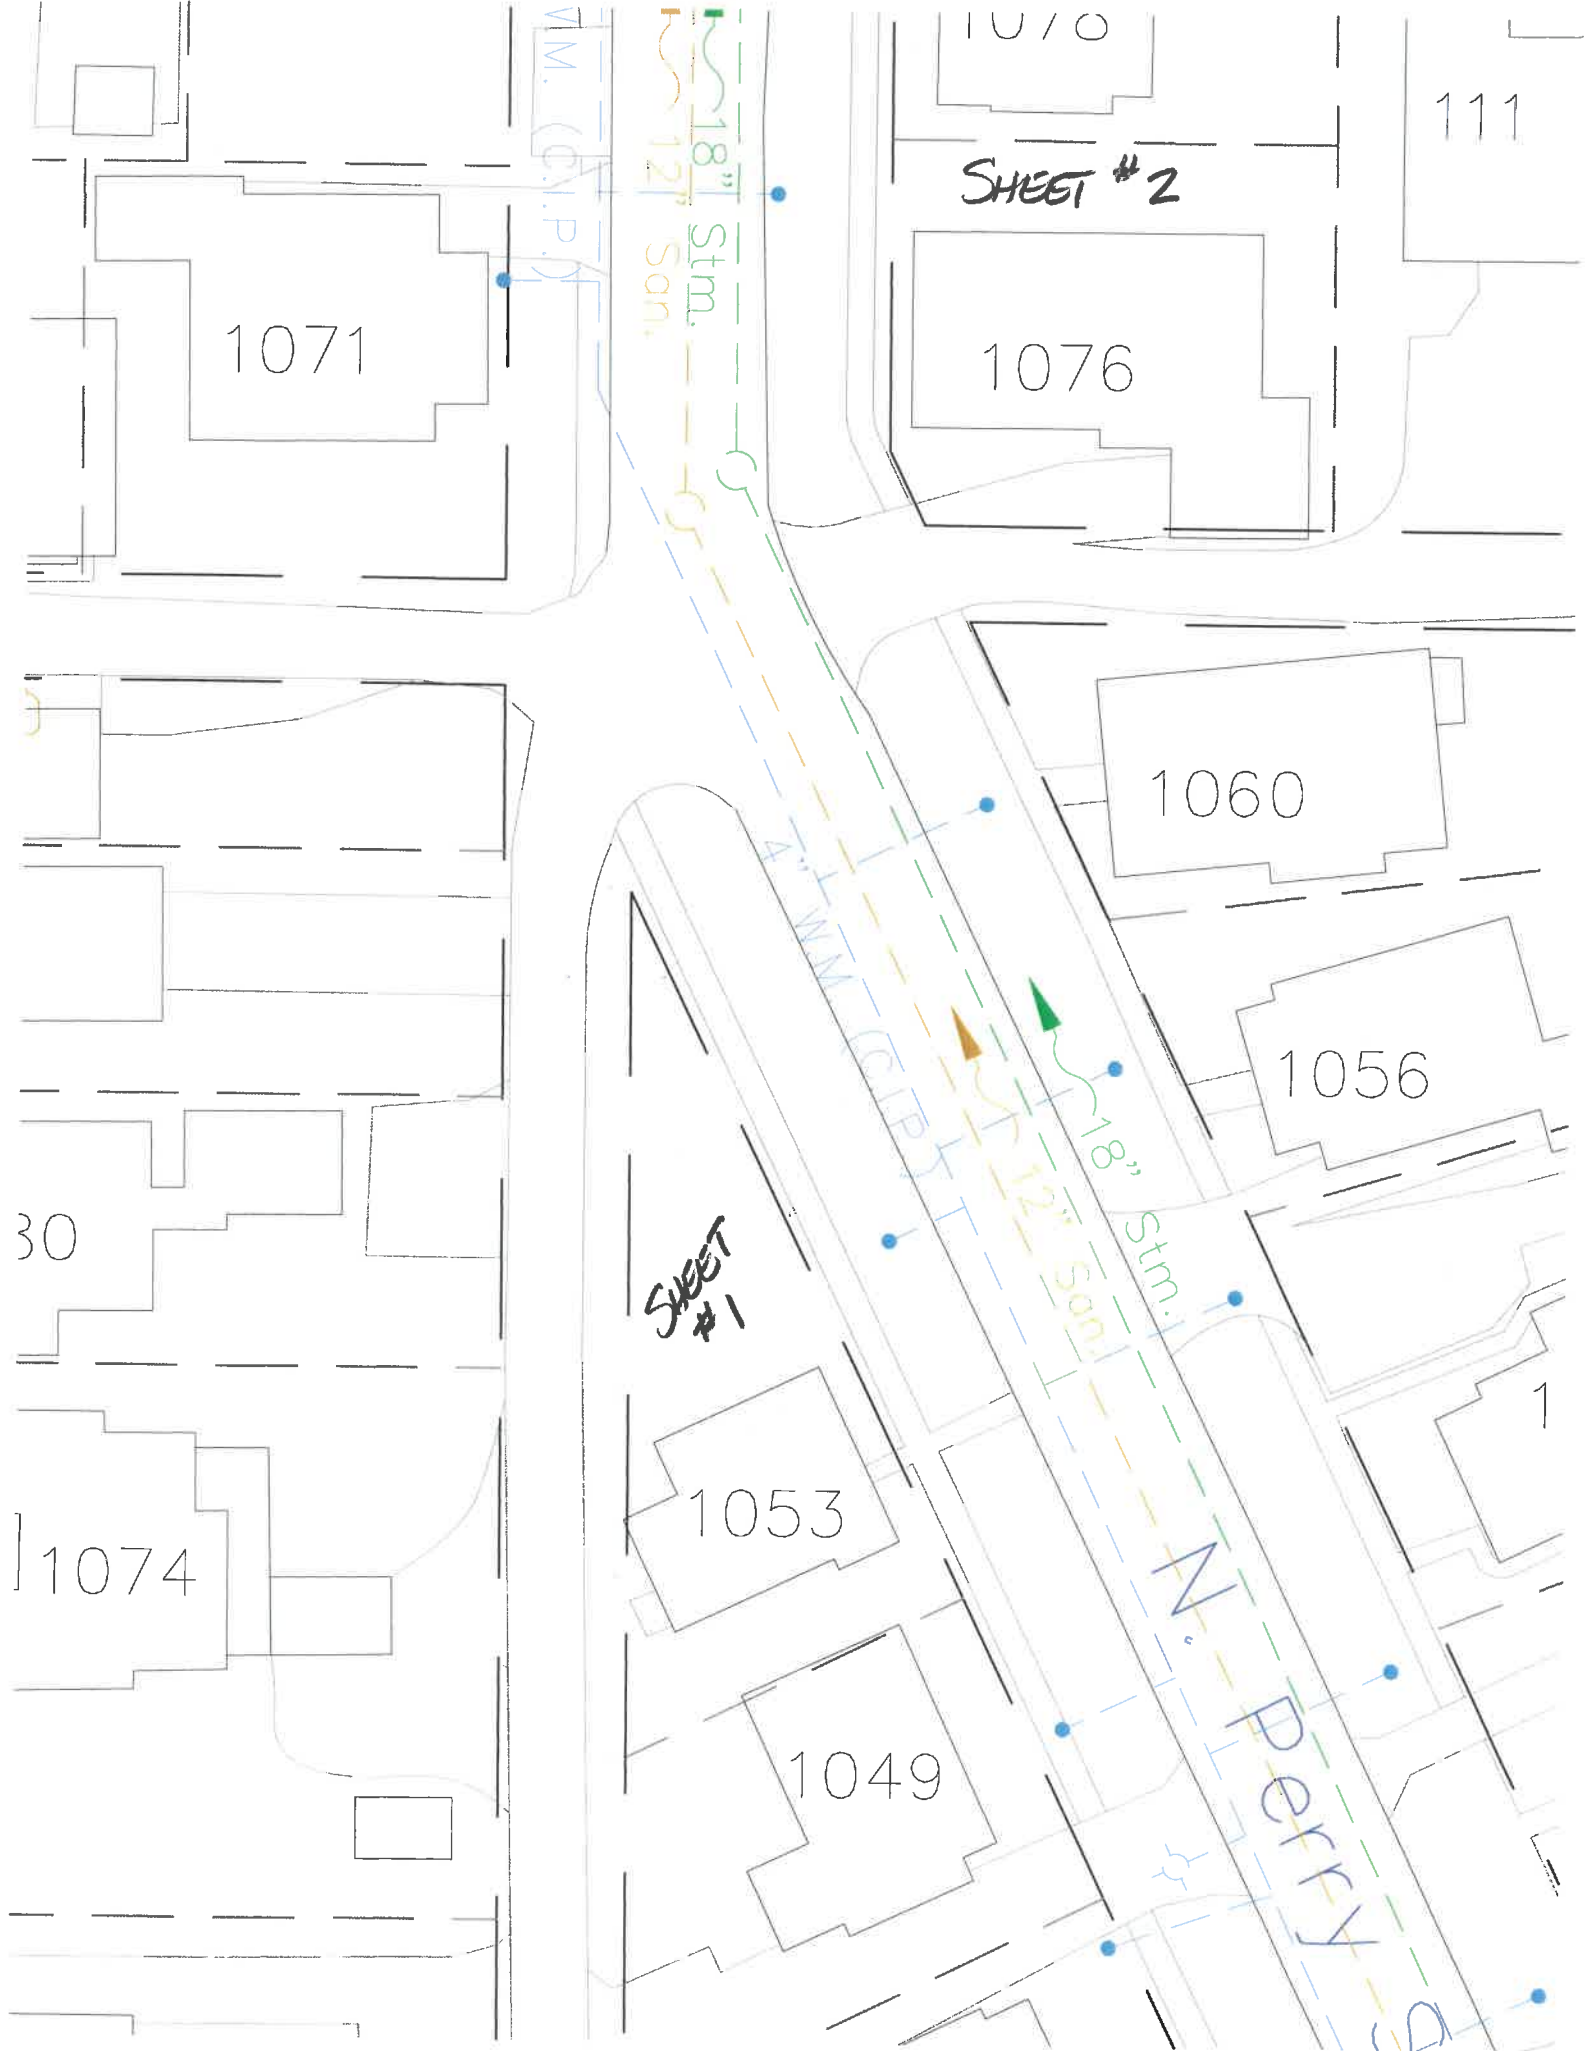 1078
111
W.M. (C.I.P.)
12" San.
18" Stm.
SHEET #2
1071
1076
1060
4" W.M. (C.I.P.)
1056
12" San.
18" Stm.
30
SHEET
#1
1053
1074
1049
N. Perry